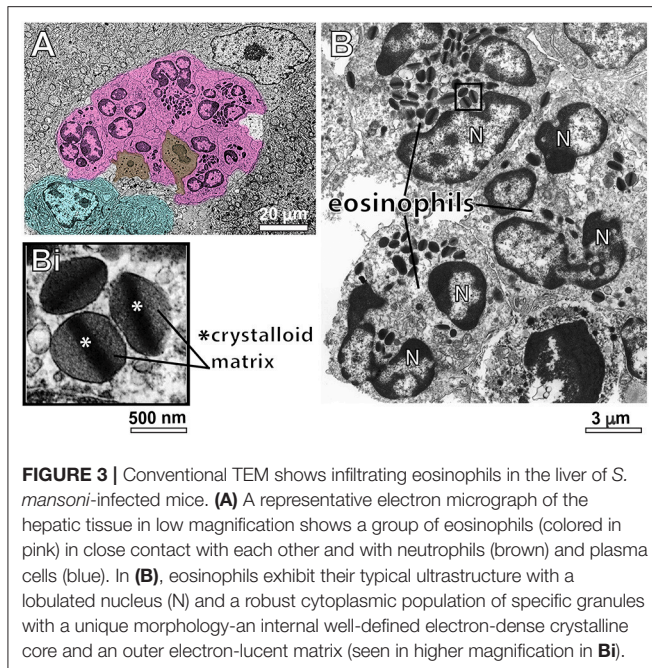 A
20 µm
B
N
eosinophils
N
N
N
N
Bi
*
*
*crystalloid
matrix
500 nm
3 µm
FIGURE 3 | Conventional TEM shows infiltrating eosinophils in the liver of S.
mansoni-infected mice. (A) A representative electron micrograph of the
hepatic tissue in low magnification shows a group of eosinophils (colored in
pink) in close contact with each other and with neutrophils (brown) and plasma
cells (blue). In (B), eosinophils exhibit their typical ultrastructure with a
lobulated nucleus (N) and a robust cytoplasmic population of specific granules
with a unique morphology-an internal well-defined electron-dense crystalline
core and an outer electron-lucent matrix (seen in higher magnification in Bi).